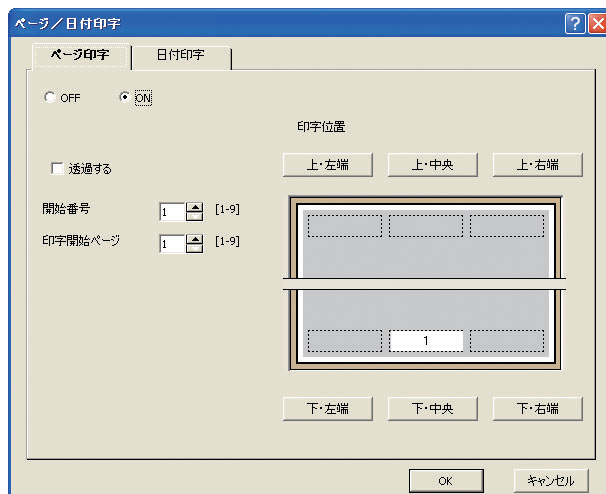 ページ／日付印字
ページ印字 日付印字
OFF ON
印字位置
透過する
上・左端 上・中央 上・右端
開始番号 1 [1-9]
印字開始ページ 1 [1-9]
1
下・左端 下・中央 下・右端
OK キャンセル